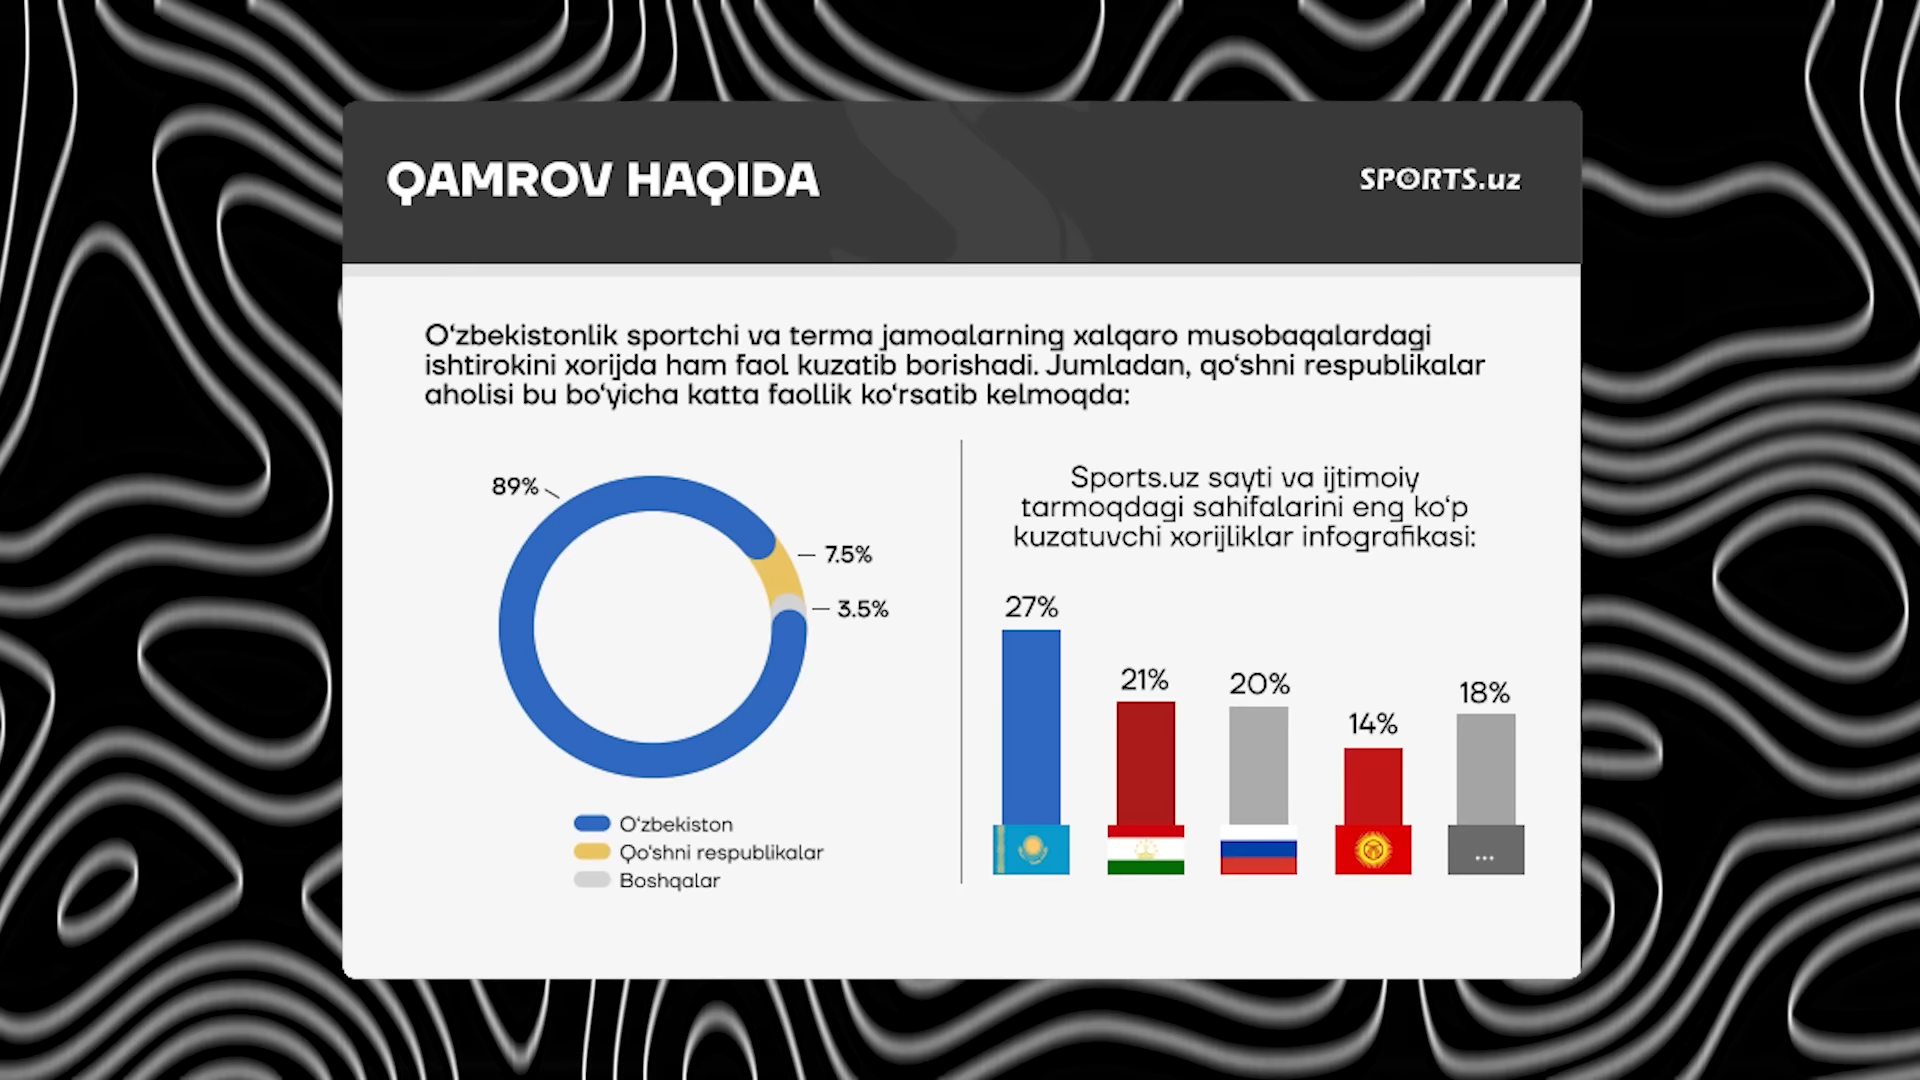 QAMROV HAQIDA
SPORTS.uz
O‘zbekistonlik sportchi va terma jamoalarning xalqaro musobaqalardagi
ishtirokini xorijda ham faol kuzatib borishadi. Jumladan, qo‘shni respublikalar
aholisi bu bo‘yicha katta faollik ko‘rsatib kelmoqda:
89%
7.5%
3.5%
O‘zbekiston
Qo‘shni respublikalar
Boshqalar
Sports.uz sayti va ijtimoiy
tarmoqdagi sahifalarini eng ko‘p
kuzatuvchi xorijliklar infografikasi:
27%
21%
20%
14%
18%
...